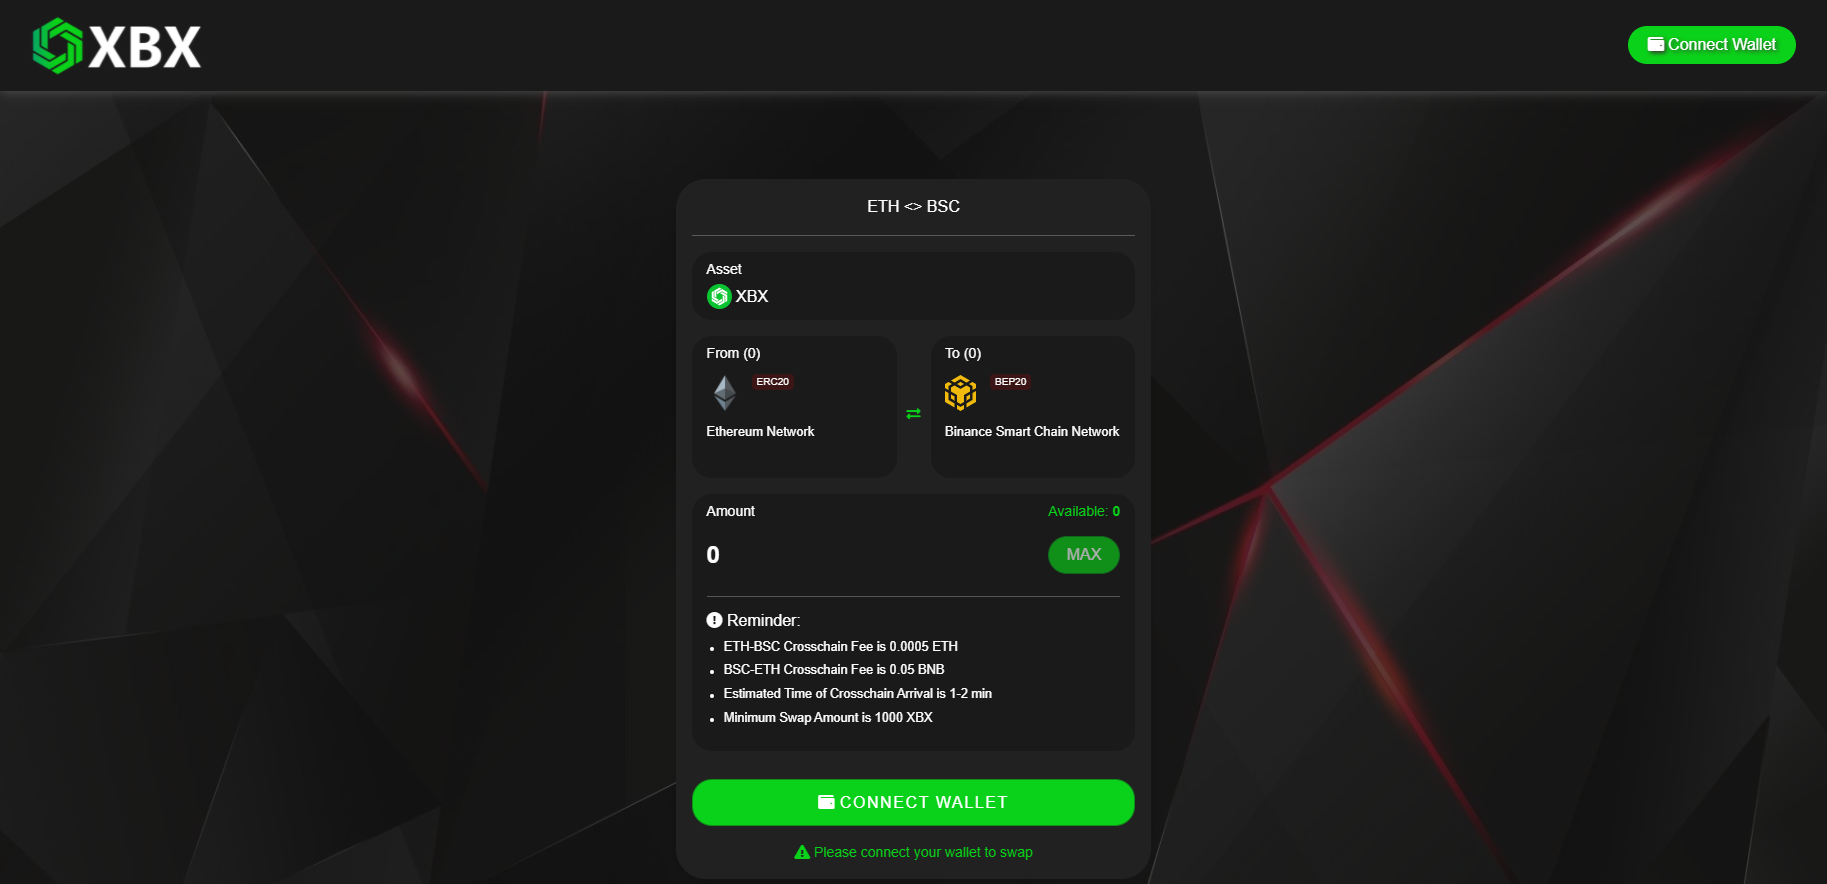 XBX
Connect Wallet
ETH <> BSC
Asset
XBX
From (0)
ERC20
Ethereum Network
To (0)
BEP20
Binance Smart Chain Network
Amount
Available: 0
0
MAX
Reminder:
ETH-BSC Crosschain Fee is 0.0005 ETH
BSC-ETH Crosschain Fee is 0.05 BNB
Estimated Time of Crosschain Arrival is 1-2 min
Minimum Swap Amount is 1000 XBX
CONNECT WALLET
Please connect your wallet to swap